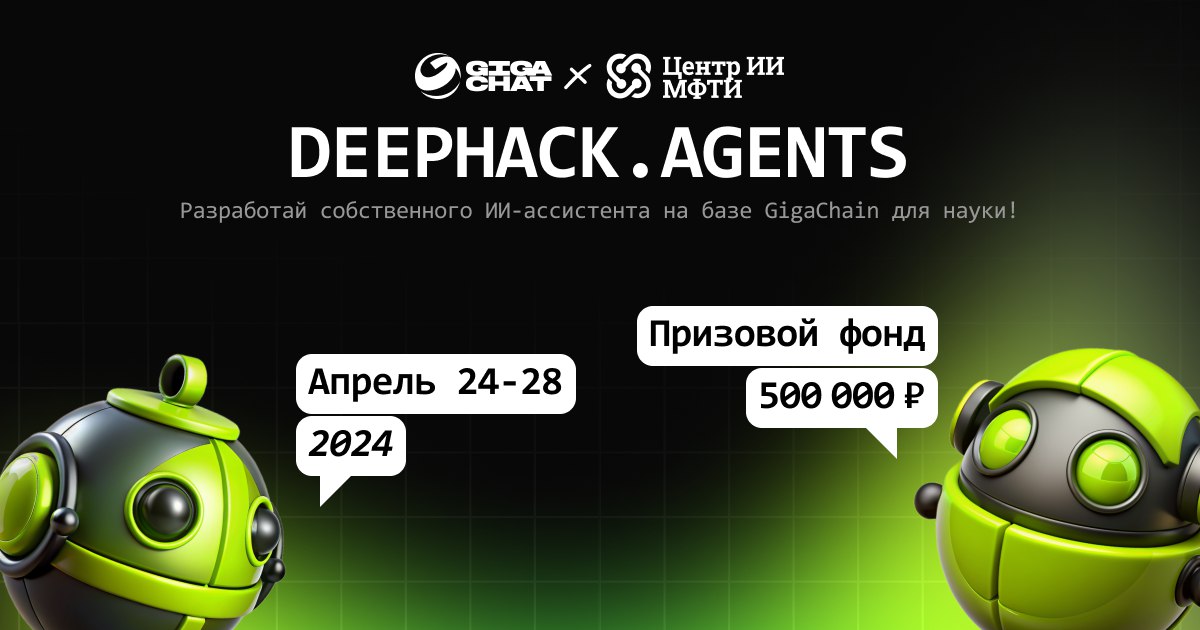 GIGA
CHAT
Центр ИИ
МФТИ
DEEPHACK.AGENTS
Разработай собственного ИИ-ассистента на базе GigaChain для науки!
Призовой фонд
500 000 ₽
Апрель 24-28
2024